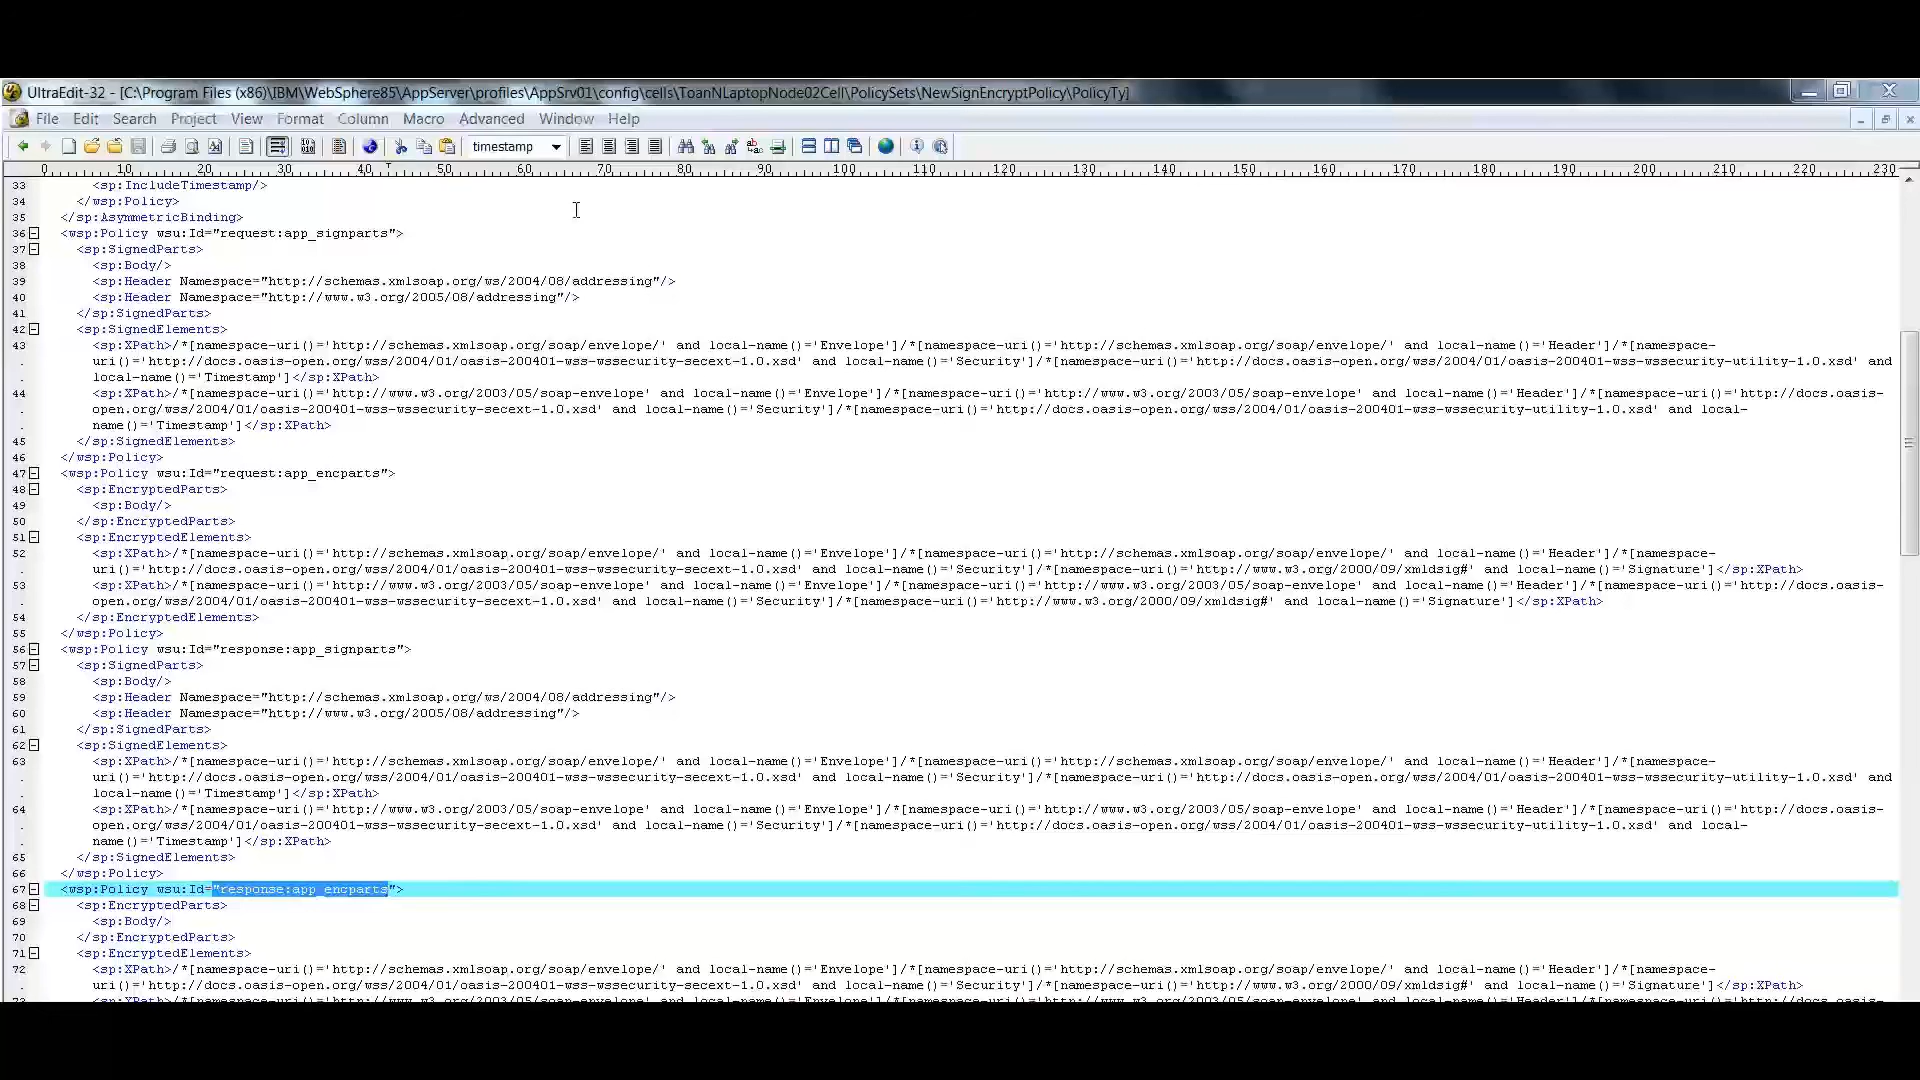 UltraEdit-32 - [C:\Program Files (x86)\IBM\WebSphere85\AppServer\profiles\AppSrv01\config\cells\ToanNLaptopNode02Cell\PolicySets\NewSignEncryptPolicy\PolicyTy]
File Edit Search Project View Format Column Macro Advanced Window Help
timestamp
0 10 20 30 40 50 60 70 80 90 100 110 120 130 140 150 160 170 180 190 200 210 220 230
33 <sp:IncludeTimestamp/>
34 </wsp:Policy>
35 </sp:AsymmetricBinding>
36 <wsp:Policy wsu:Id="request:app_signparts">
37 <sp:SignedParts>
38 <sp:Body/>
39 <sp:Header Namespace="http://schemas.xmlsoap.org/ws/2004/08/addressing"/>
40 <sp:Header Namespace="http://www.w3.org/2005/08/addressing"/>
41 </sp:SignedParts>
42 <sp:SignedElements>
43 <sp:XPath>/*[namespace-uri()='http://schemas.xmlsoap.org/soap/envelope/' and local-name()='Envelope']/*[namespace-uri()='http://schemas.xmlsoap.org/soap/envelope/' and local-name()='Header']/*[namespace-
. uri()='http://docs.oasis-open.org/wss/2004/01/oasis-200401-wss-wssecurity-secext-1.0.xsd' and local-name()='Security']/*[namespace-uri()='http://docs.oasis-open.org/wss/2004/01/oasis-200401-wss-wssecurity-utility-1.0.xsd' and
. local-name()='Timestamp']</sp:XPath>
44 <sp:XPath>/*[namespace-uri()='http://www.w3.org/2003/05/soap-envelope' and local-name()='Envelope']/*[namespace-uri()='http://www.w3.org/2003/05/soap-envelope' and local-name()='Header']/*[namespace-uri()='http://docs.oasis-
. open.org/wss/2004/01/oasis-200401-wss-wssecurity-secext-1.0.xsd' and local-name()='Security']/*[namespace-uri()='http://docs.oasis-open.org/wss/2004/01/oasis-200401-wss-wssecurity-utility-1.0.xsd' and local-
. name()='Timestamp']</sp:XPath>
45 </sp:SignedElements>
46 </wsp:Policy>
47 <wsp:Policy wsu:Id="request:app_encparts">
48 <sp:EncryptedParts>
49 <sp:Body/>
50 </sp:EncryptedParts>
51 <sp:EncryptedElements>
52 <sp:XPath>/*[namespace-uri()='http://schemas.xmlsoap.org/soap/envelope/' and local-name()='Envelope']/*[namespace-uri()='http://schemas.xmlsoap.org/soap/envelope/' and local-name()='Header']/*[namespace-
. uri()='http://docs.oasis-open.org/wss/2004/01/oasis-200401-wss-wssecurity-secext-1.0.xsd' and local-name()='Security']/*[namespace-uri()='http://www.w3.org/2000/09/xmldsig#' and local-name()='Signature']</sp:XPath>
53 <sp:XPath>/*[namespace-uri()='http://www.w3.org/2003/05/soap-envelope' and local-name()='Envelope']/*[namespace-uri()='http://www.w3.org/2003/05/soap-envelope' and local-name()='Header']/*[namespace-uri()='http://docs.oasis-
. open.org/wss/2004/01/oasis-200401-wss-wssecurity-secext-1.0.xsd' and local-name()='Security']/*[namespace-uri()='http://www.w3.org/2000/09/xmldsig#' and local-name()='Signature']</sp:XPath>
54 </sp:EncryptedElements>
55 </wsp:Policy>
56 <wsp:Policy wsu:Id="response:app_signparts">
57 <sp:SignedParts>
58 <sp:Body/>
59 <sp:Header Namespace="http://schemas.xmlsoap.org/ws/2004/08/addressing"/>
60 <sp:Header Namespace="http://www.w3.org/2005/08/addressing"/>
61 </sp:SignedParts>
62 <sp:SignedElements>
63 <sp:XPath>/*[namespace-uri()='http://schemas.xmlsoap.org/soap/envelope/' and local-name()='Envelope']/*[namespace-uri()='http://schemas.xmlsoap.org/soap/envelope/' and local-name()='Header']/*[namespace-
. uri()='http://docs.oasis-open.org/wss/2004/01/oasis-200401-wss-wssecurity-secext-1.0.xsd' and local-name()='Security']/*[namespace-uri()='http://docs.oasis-open.org/wss/2004/01/oasis-200401-wss-wssecurity-utility-1.0.xsd' and
. local-name()='Timestamp']</sp:XPath>
64 <sp:XPath>/*[namespace-uri()='http://www.w3.org/2003/05/soap-envelope' and local-name()='Envelope']/*[namespace-uri()='http://www.w3.org/2003/05/soap-envelope' and local-name()='Header']/*[namespace-uri()='http://docs.oasis-
. open.org/wss/2004/01/oasis-200401-wss-wssecurity-secext-1.0.xsd' and local-name()='Security']/*[namespace-uri()='http://docs.oasis-open.org/wss/2004/01/oasis-200401-wss-wssecurity-utility-1.0.xsd' and local-
. name()='Timestamp']</sp:XPath>
65 </sp:SignedElements>
66 </wsp:Policy>
67 <wsp:Policy wsu:Id="response:app_encparts">
68 <sp:EncryptedParts>
69 <sp:Body/>
70 </sp:EncryptedParts>
71 <sp:EncryptedElements>
72 <sp:XPath>/*[namespace-uri()='http://schemas.xmlsoap.org/soap/envelope/' and local-name()='Envelope']/*[namespace-uri()='http://schemas.xmlsoap.org/soap/envelope/' and local-name()='Header']/*[namespace-
. uri()='http://docs.oasis-open.org/wss/2004/01/oasis-200401-wss-wssecurity-secext-1.0.xsd' and local-name()='Security']/*[namespace-uri()='http://www.w3.org/2000/09/xmldsig#' and local-name()='Signature']</sp:XPath>